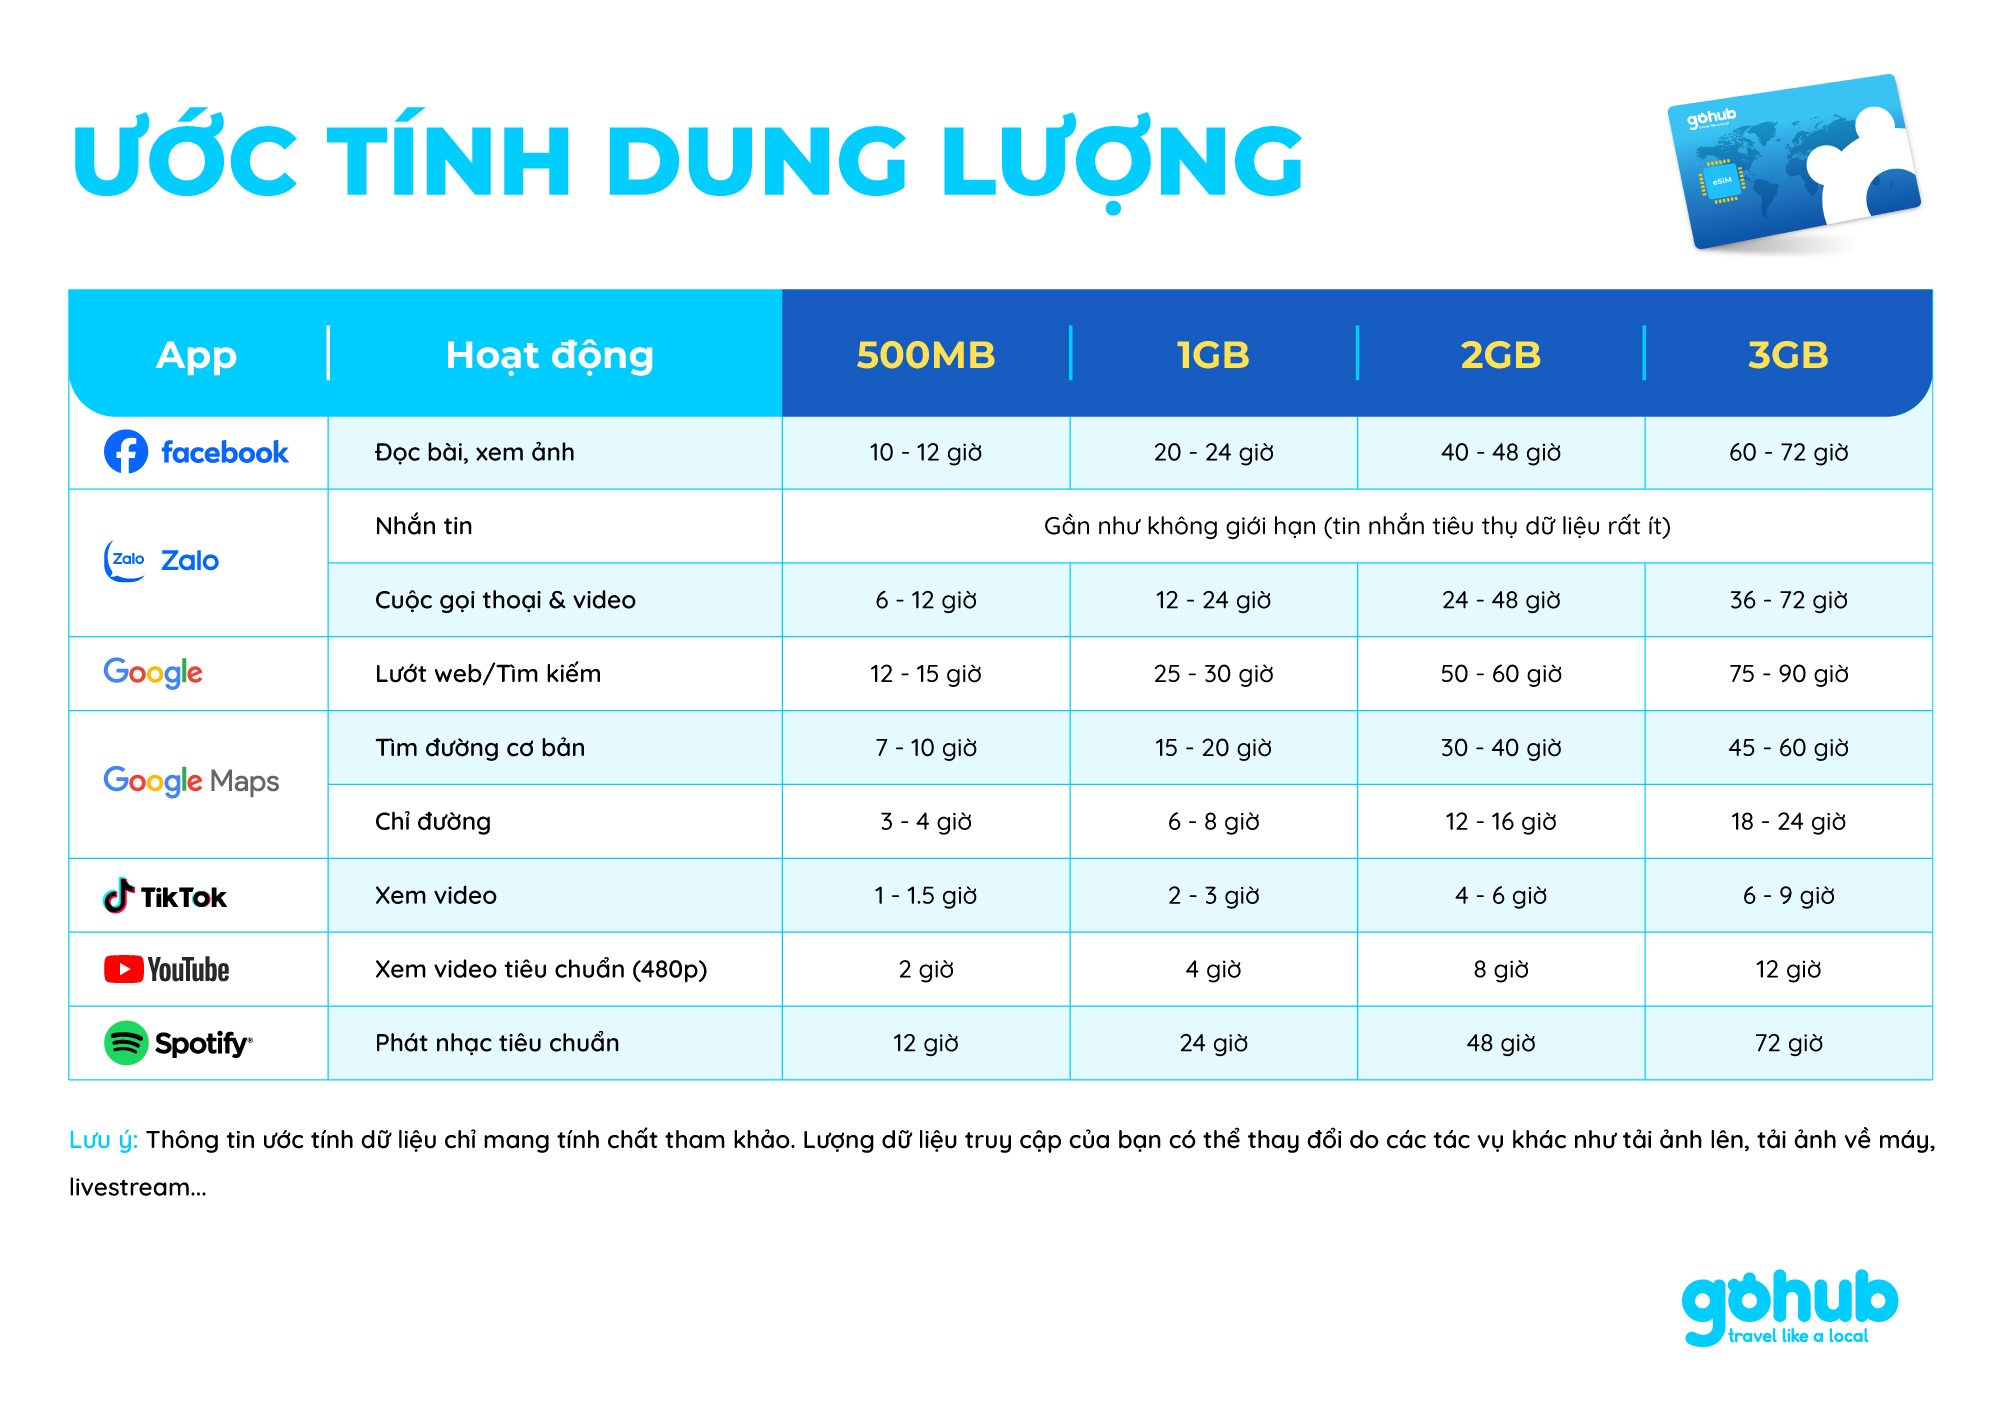 ƯỚC TÍNH DUNG LƯỢNG
gohub
travel like a local
eSIM
App Hoạt động 500MB 1GB 2GB 3GB
facebook Đọc bài, xem ảnh 10 - 12 giờ 20 - 24 giờ 40 - 48 giờ 60 - 72 giờ
Zalo Zalo
Nhắn tin Gần như không giới hạn (tin nhắn tiêu thụ dữ liệu rất ít)
Cuộc gọi thoại & video 6 - 12 giờ 12 - 24 giờ 24 - 48 giờ 36 - 72 giờ
Google Lướt web/Tìm kiếm 12 - 15 giờ 25 - 30 giờ 50 - 60 giờ 75 - 90 giờ
Google Maps
Tìm đường cơ bản 7 - 10 giờ 15 - 20 giờ 30 - 40 giờ 45 - 60 giờ
Chỉ đường 3 - 4 giờ 6 - 8 giờ 12 - 16 giờ 18 - 24 giờ
TikTok Xem video 1 - 1.5 giờ 2 - 3 giờ 4 - 6 giờ 6 - 9 giờ
YouTube Xem video tiêu chuẩn (480p) 2 giờ 4 giờ 8 giờ 12 giờ
Spotify Phát nhạc tiêu chuẩn 12 giờ 24 giờ 48 giờ 72 giờ
Lưu ý: Thông tin ước tính dữ liệu chỉ mang tính chất tham khảo. Lượng dữ liệu truy cập của bạn có thể thay đổi do các tác vụ khác như tải ảnh lên, tải ảnh về máy,
livestream...
gohub
travel like a local